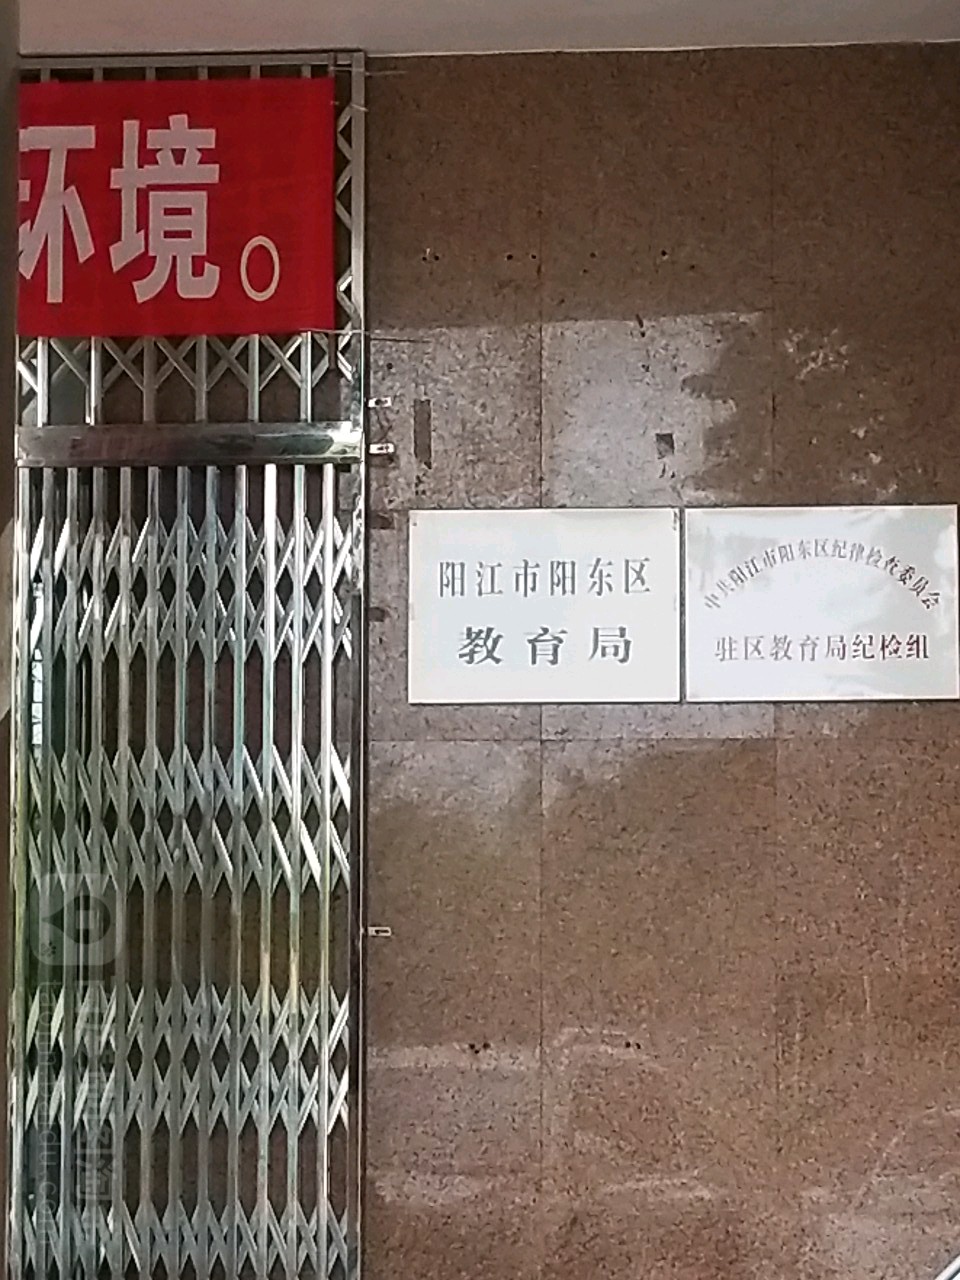 环境。
阳江市阳东区
教育局
中共阳江市阳东区纪律检查委员会
驻区教育局纪检组